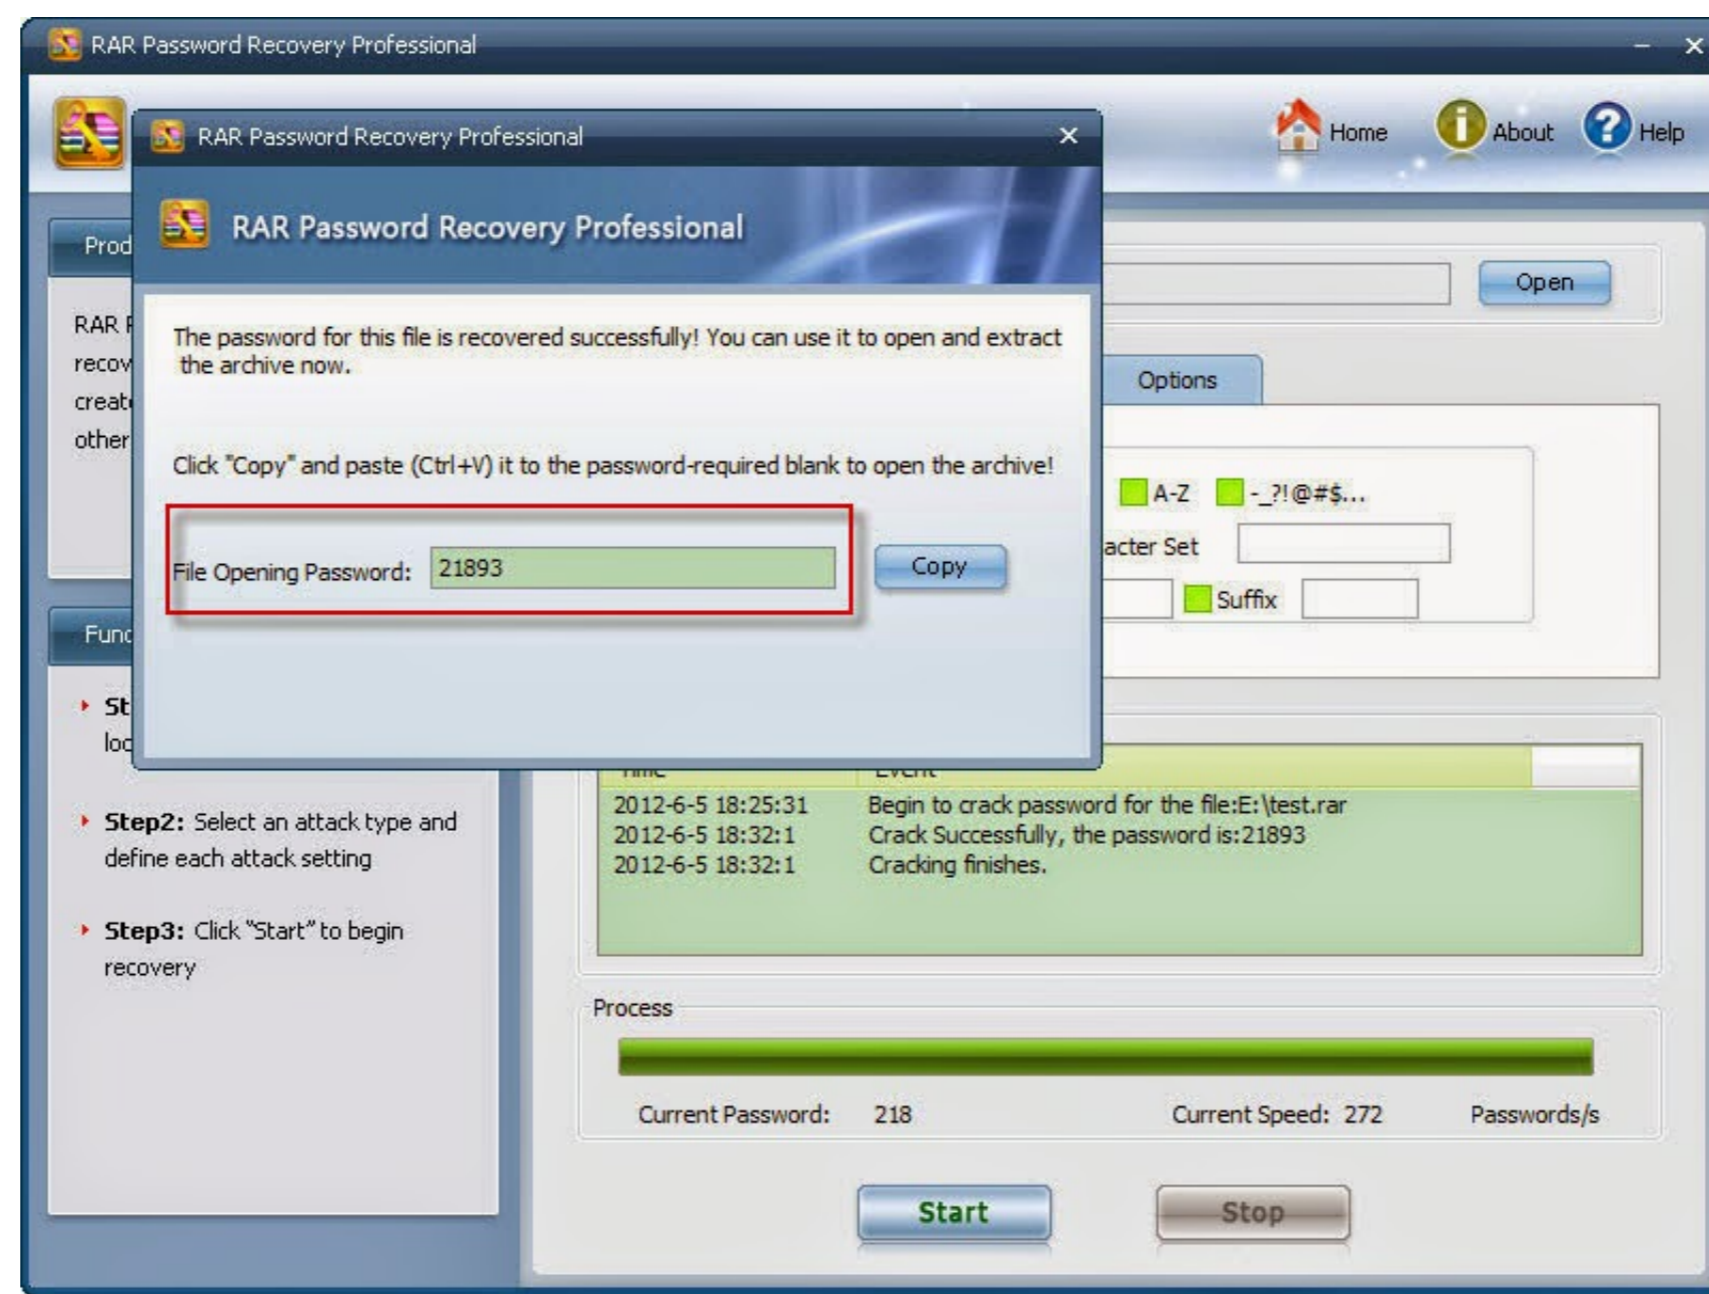 RAR Password Recovery Professional
Home
About
Help
RAR Password Recovery Professional
RAR Password Recovery Professional
The password for this file is recovered successfully! You can use it to open and extract
the archive now.
Click "Copy" and paste (Ctrl+V) it to the password-required blank to open the archive!
File Opening Password: 21893
Copy
Prod
RAR
recov
creat
other
Func
St
loc
Step2: Select an attack type and
define each attack setting
Step3: Click "Start" to begin
recovery
Open
Options
A-Z -_?!@#$...
acter Set
Suffix
Time Event
2012-6-5 18:25:31 Begin to crack password for the file:E:\test.rar
2012-6-5 18:32:1 Crack Successfully, the password is:21893
2012-6-5 18:32:1 Cracking finishes.
Process
Current Password: 218 Current Speed: 272 Passwords/s
Start
Stop